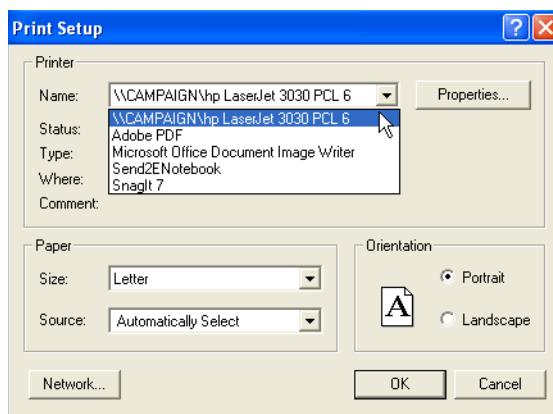 Print Setup
Printer
Name: \\CAMPAIGN\hp LaserJet 3030 PCL 6 Properties...
\\CAMPAIGN\hp LaserJet 3030 PCL 6
Status:
Adobe PDF
Type: Microsoft Office Document Image Writer
Where: Send2ENotebook
SnagIt 7
Comment:
Paper Orientation
Size: Letter Portrait
A
Source: Automatically Select Landscape
Network... OK Cancel